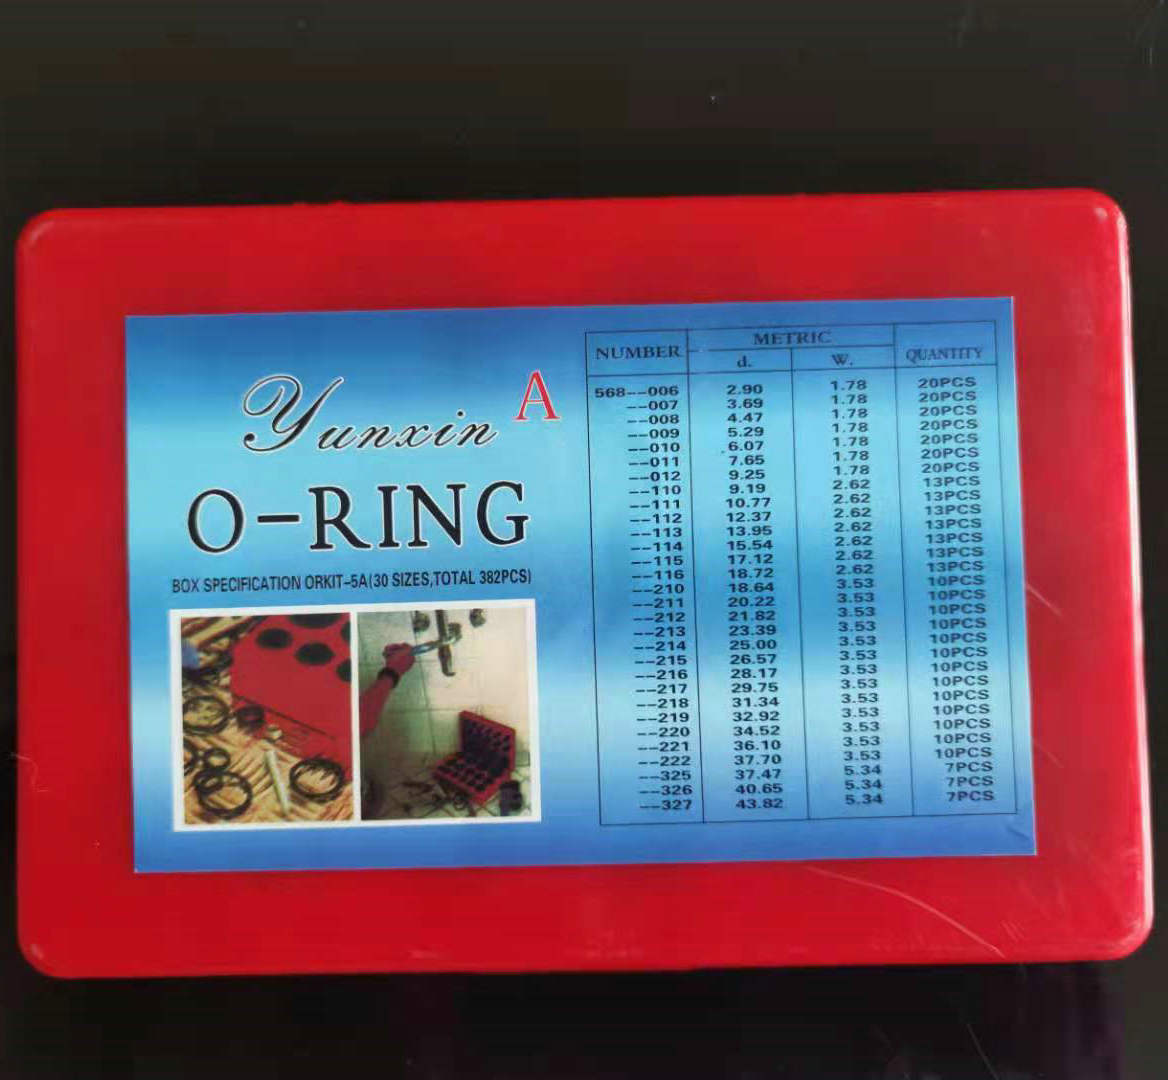 Yunxin A
O-RING
BOX SPECIFICATION ORKIT-5A(30 SIZES,TOTAL 382PCS)
NUMBER METRIC QUANTITY
d. W.
568--006 2.90 1.78 20PCS
--007 3.69 1.78 20PCS
--008 4.47 1.78 20PCS
--009 5.29 1.78 20PCS
--010 6.07 1.78 20PCS
--011 7.65 1.78 20PCS
--012 9.25 1.78 20PCS
--110 9.19 2.62 13PCS
--111 10.77 2.62 13PCS
--112 12.37 2.62 13PCS
--113 13.95 2.62 13PCS
--114 15.54 2.62 13PCS
--115 17.12 2.62 13PCS
--116 18.72 2.62 13PCS
--210 18.64 3.53 10PCS
--211 20.22 3.53 10PCS
--212 21.82 3.53 10PCS
--213 23.39 3.53 10PCS
--214 25.00 3.53 10PCS
--215 26.57 3.53 10PCS
--216 28.17 3.53 10PCS
--217 29.75 3.53 10PCS
--218 31.34 3.53 10PCS
--219 32.92 3.53 10PCS
--220 34.52 3.53 10PCS
--221 36.10 3.53 10PCS
--222 37.70 3.53 10PCS
--325 37.47 5.34 7PCS
--326 40.65 5.34 7PCS
--327 43.82 5.34 7PCS